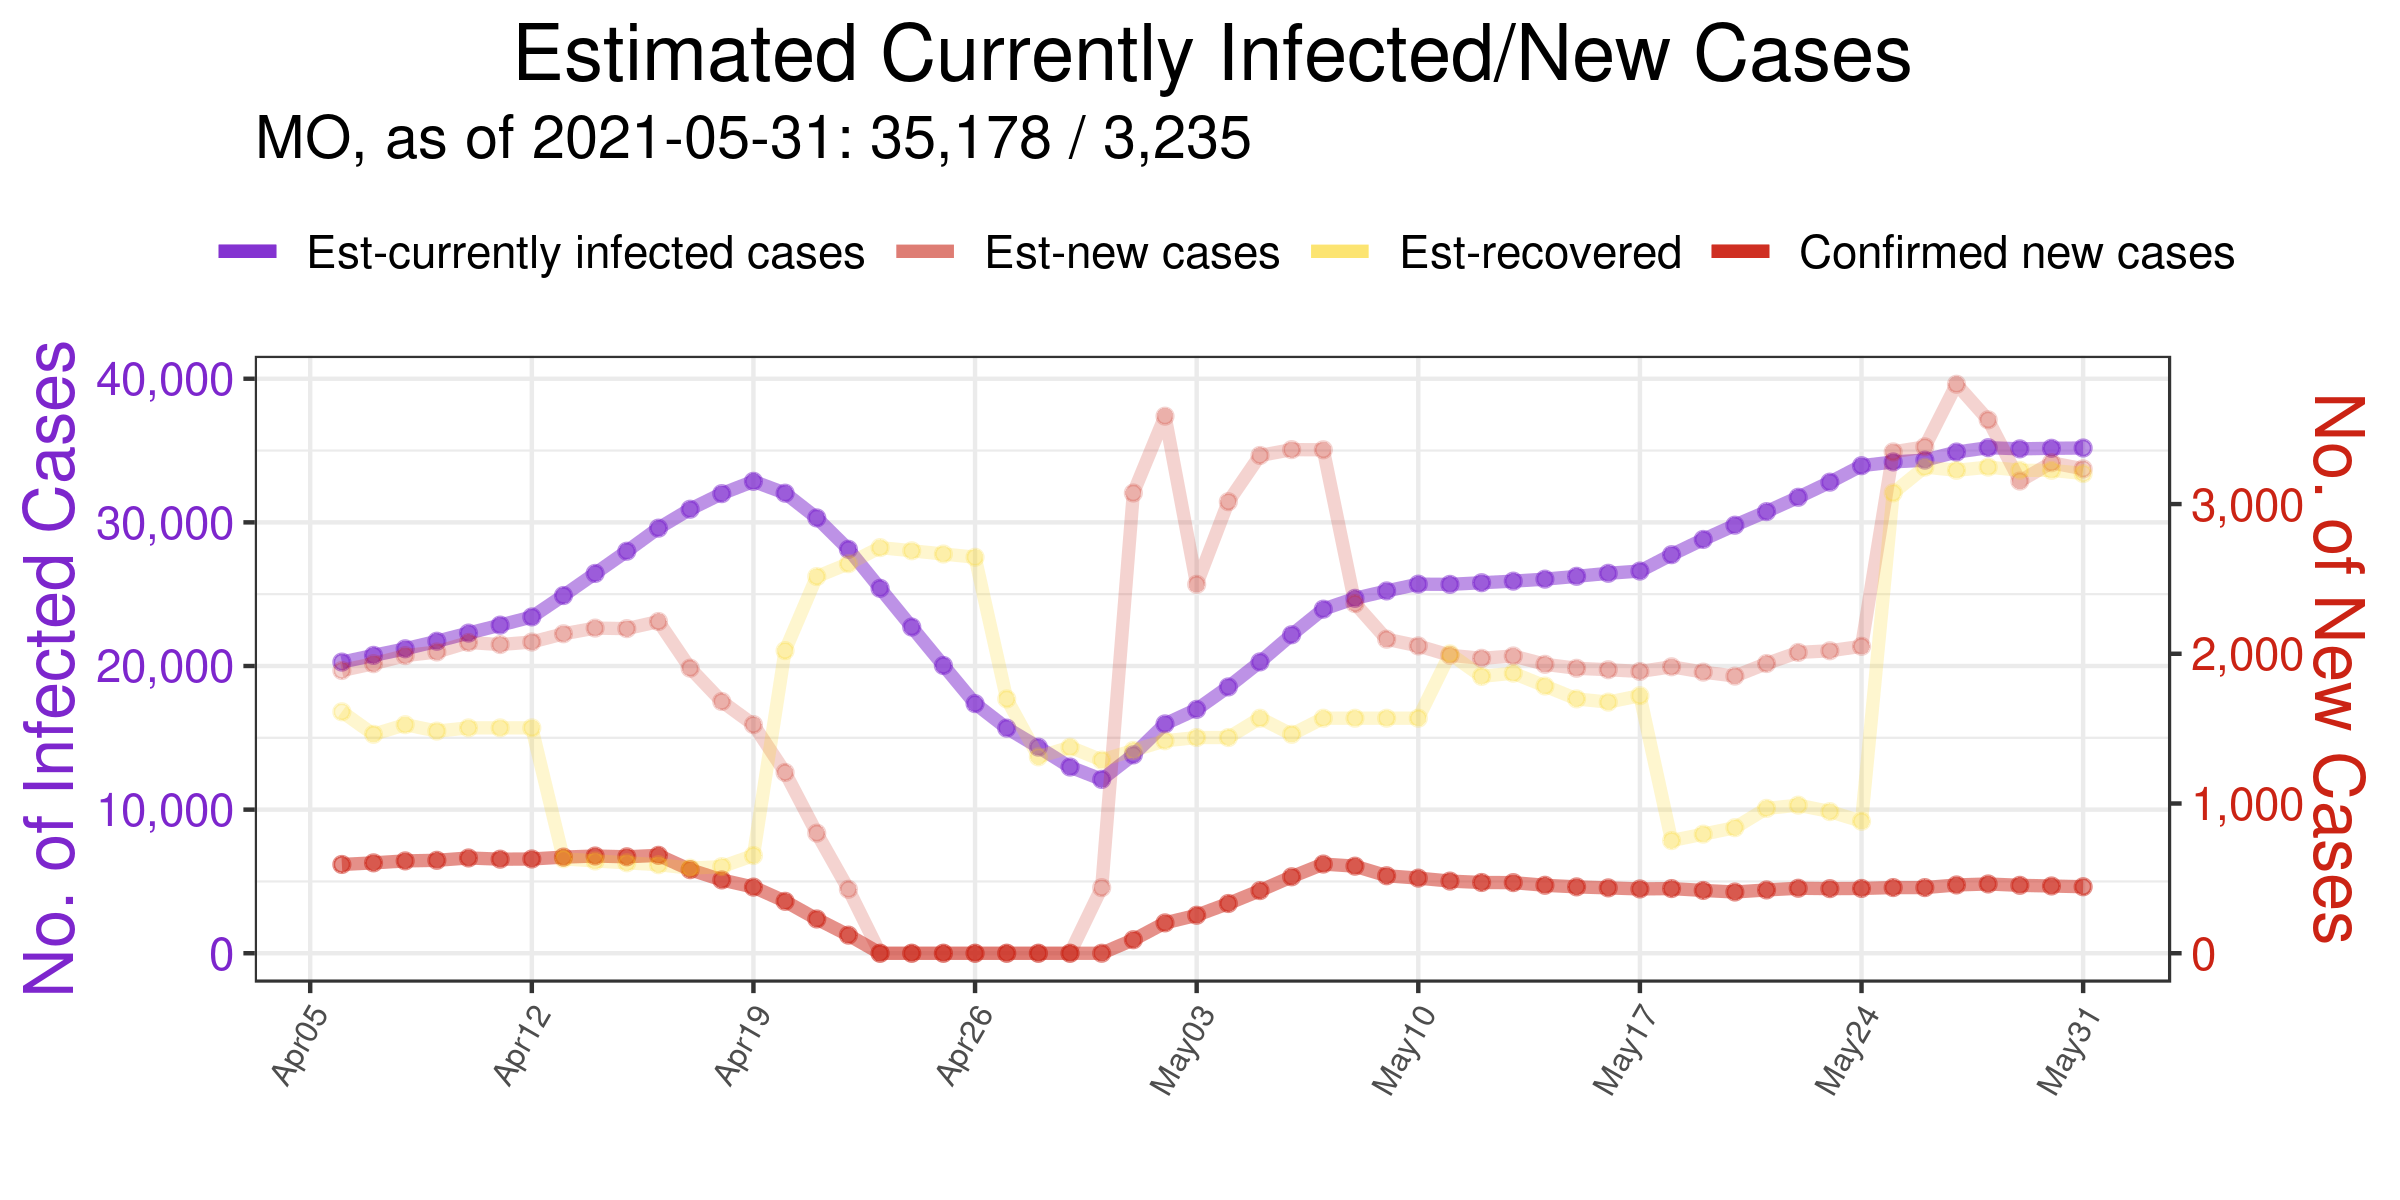 Estimated Currently Infected/New Cases
MO, as of 2021-05-31: 35,178 / 3,235
Est-currently infected cases Est-new cases Est-recovered Confirmed new cases
No. of Infected Cases
40,000
30,000
20,000
10,000
0
3,000
2,000
1,000
0
No. of New Cases
Apr05 Apr12 Apr19 Apr26 May03 May10 May17 May24 May31